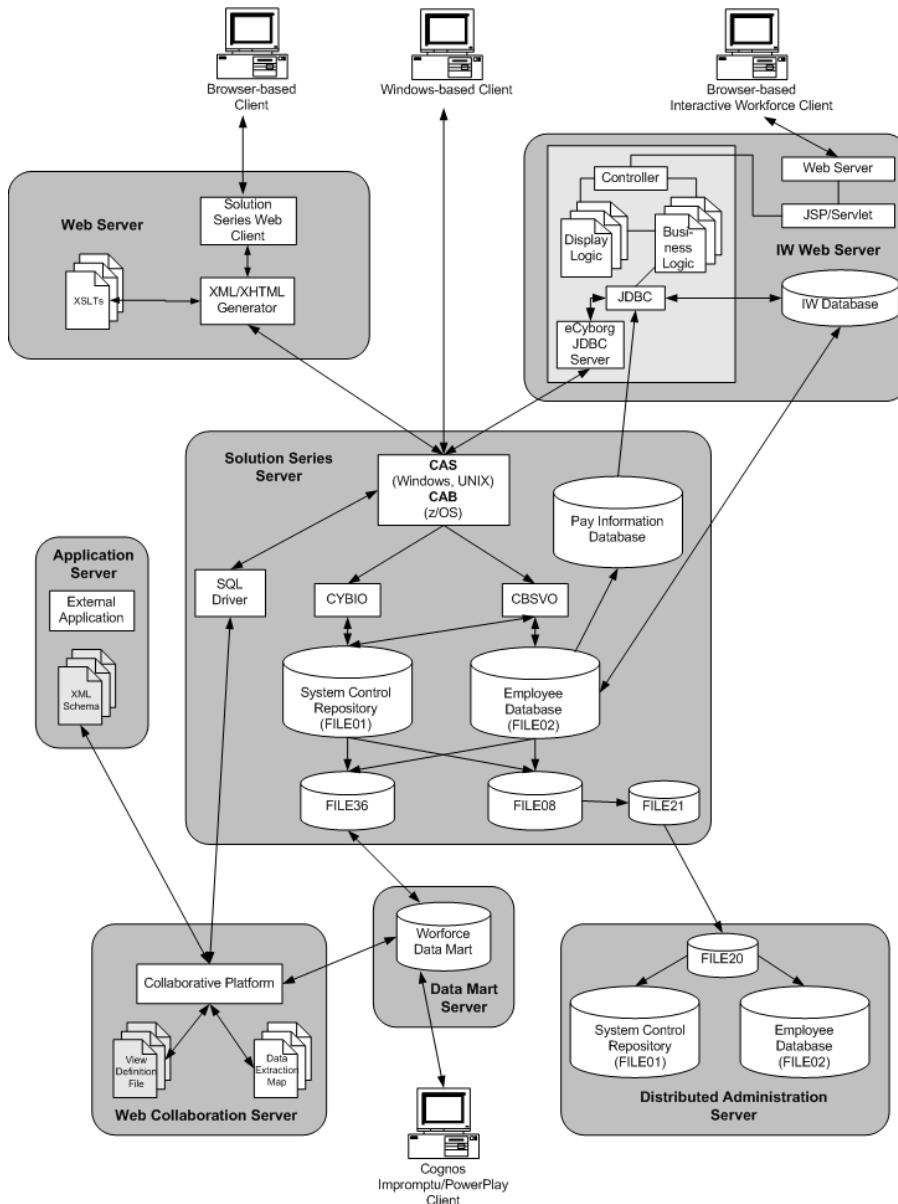 Browser-based
Client
Windows-based Client
Browser-based
Interactive Workforce Client
Web Server
Solution
Series Web
Client
XSLTs
XML/XHTML
Generator
Controller
Display
Logic
Busi-
ness
Logic
Web Server
JSP/Servlet
IW Web Server
JDBC
IW Database
eCyborg
JDBC
Server
Solution Series
Server
CAS
(Windows, UNIX)
CAB
(z/OS)
Pay Information
Database
Application
Server
External
Application
XML
Schema
SQL
Driver
CYBIO
CBSVO
System Control
Repository
(FILE01)
Employee
Database
(FILE02)
FILE36
FILE08
FILE21
Collaborative Platform
View
Definition
File
Data
Extraction
Map
Web Collaboration Server
Worforce
Data Mart
Data Mart
Server
Cognos
Impromptu/PowerPlay
Client
FILE20
System Control
Repository
(FILE01)
Employee
Database
(FILE02)
Distributed Administration
Server